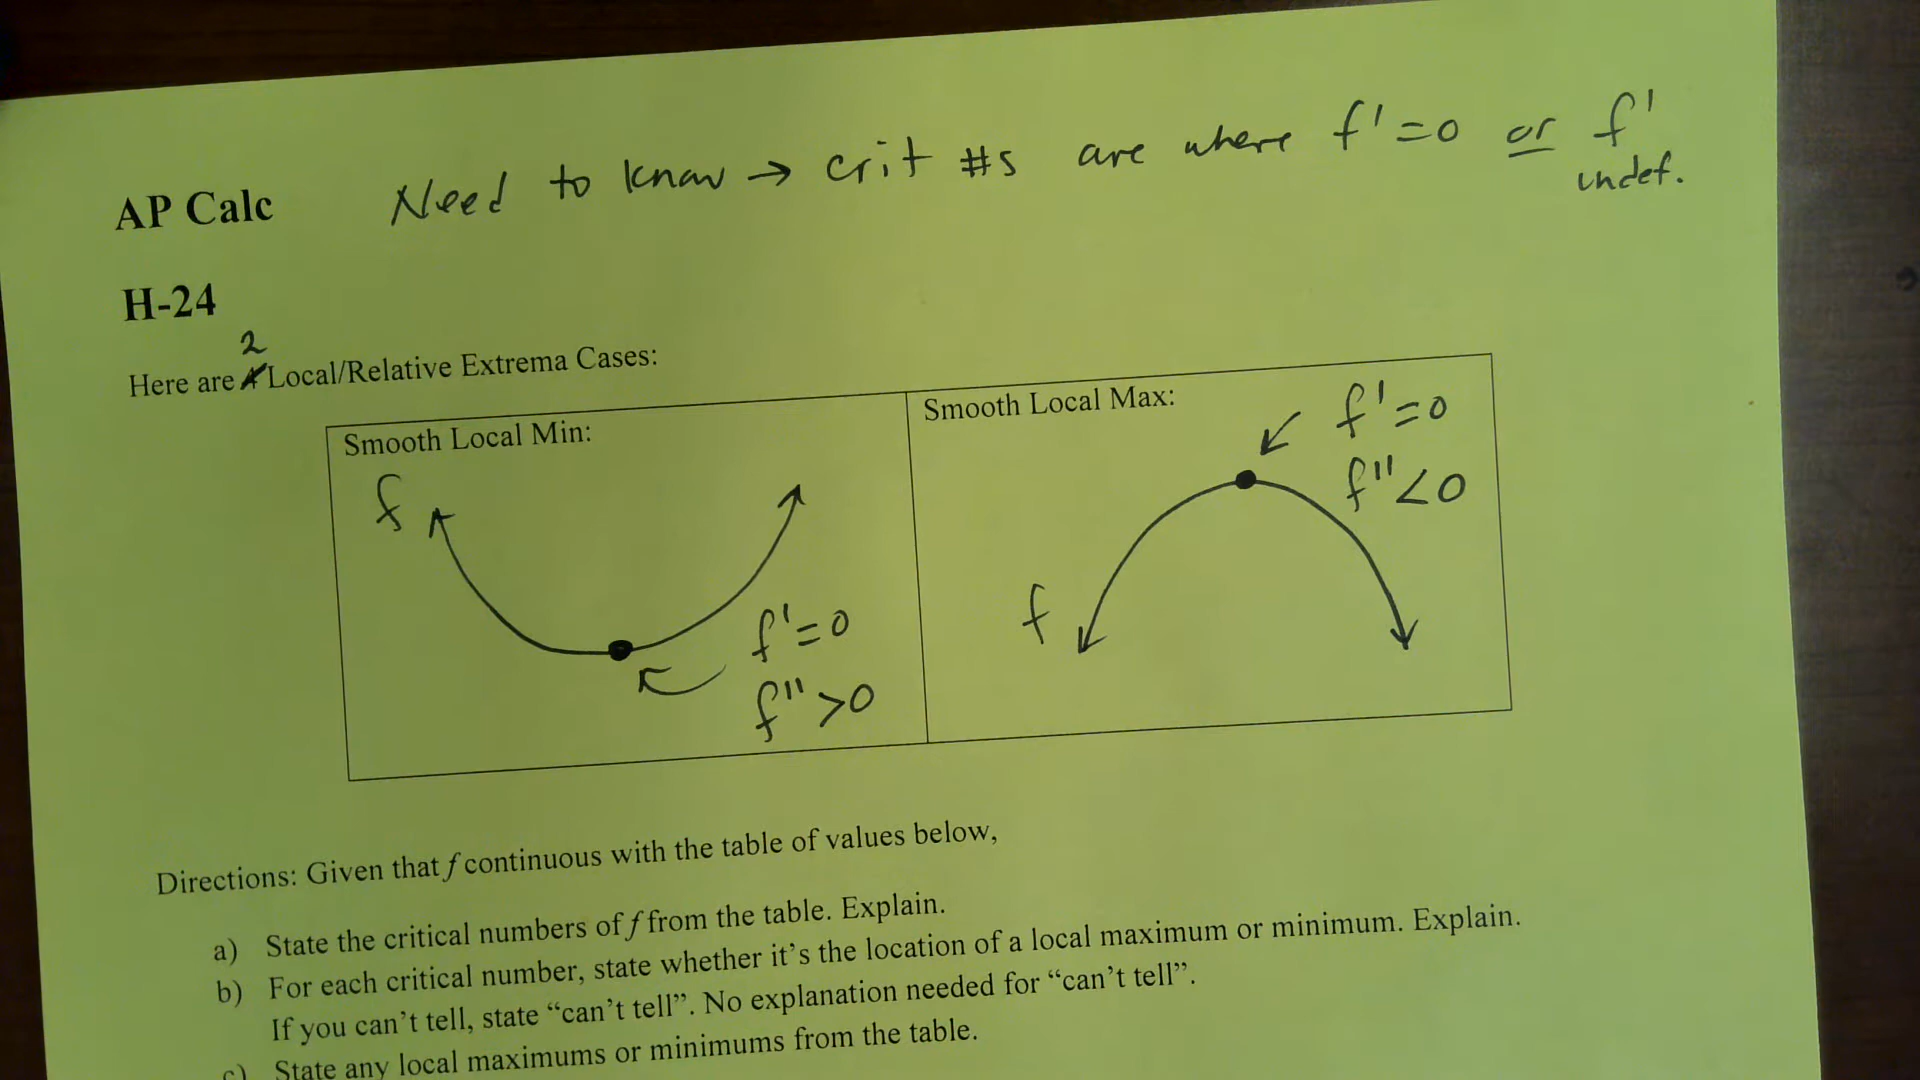 Need to know → crit #s are where f'=0 or f'
undef.
AP Calc
H-24
2
Here are 4 Local/Relative Extrema Cases:
Smooth Local Min:
f
f'=0
f''>0
Smooth Local Max:
f'=0
f''<0
f
Directions: Given that f continuous with the table of values below,
a) State the critical numbers of f from the table. Explain.
b) For each critical number, state whether it's the location of a local maximum or minimum. Explain.
If you can't tell, state “can't tell”. No explanation needed for “can't tell”.
c) State any local maximums or minimums from the table.